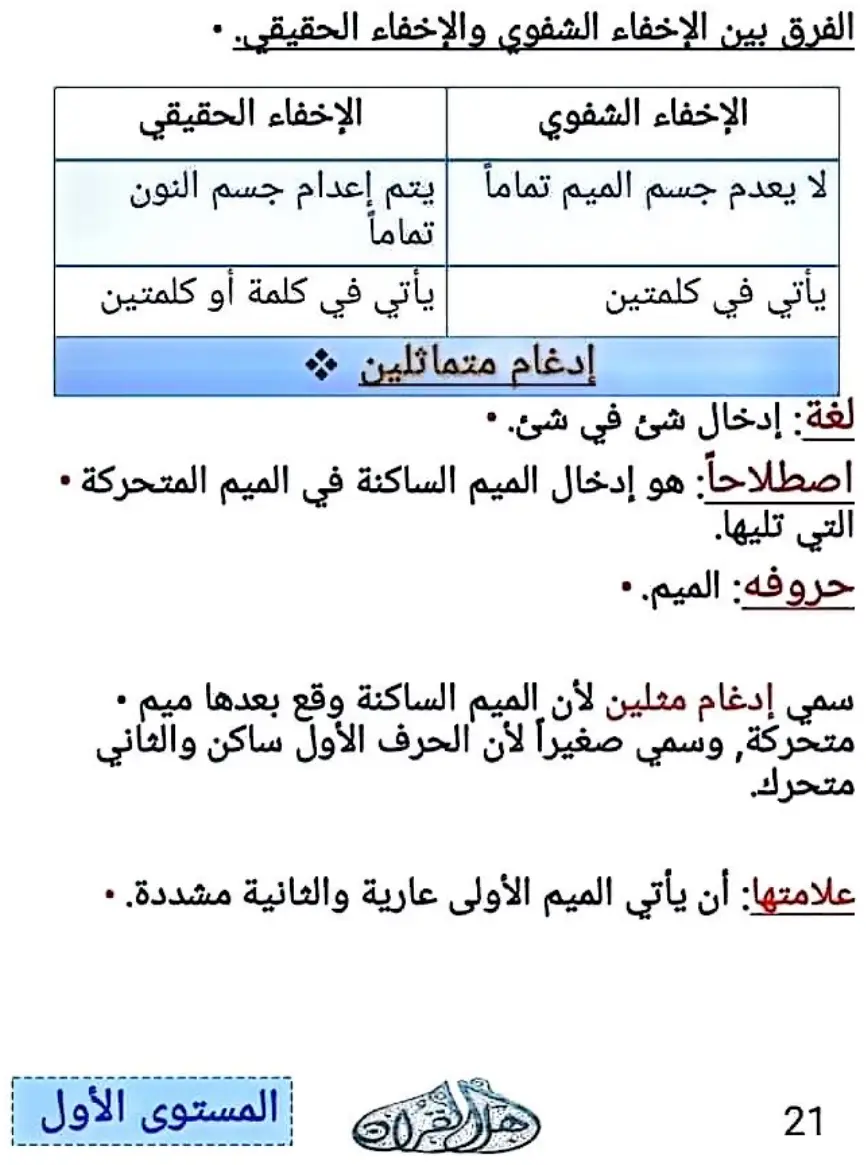 الفرق بين الإخفاء الشفوي والإخفاء الحقيقي. •
الإخفاء الشفوي الإخفاء الحقيقي
لا يعدم جسم الميم تماماً يتم إعدام جسم النون
تماماً
يأتي في كلمتين يأتي في كلمة أو كلمتين
إدغام متماثلين ❖
لغة: إدخال شئ في شئ. •
اصطلاحاً: هو إدخال الميم الساكنة في الميم المتحركة •
التي تليها.
حروفه: الميم. •
سمي إدغام مثلين لأن الميم الساكنة وقع بعدها ميم •
متحركة, وسمي صغيراً لأن الحرف الأول ساكن والثاني
متحرك.
علامتها: أن يأتي الميم الأولى عارية والثانية مشددة. •
21
أهل القرآن
المستوى الأول